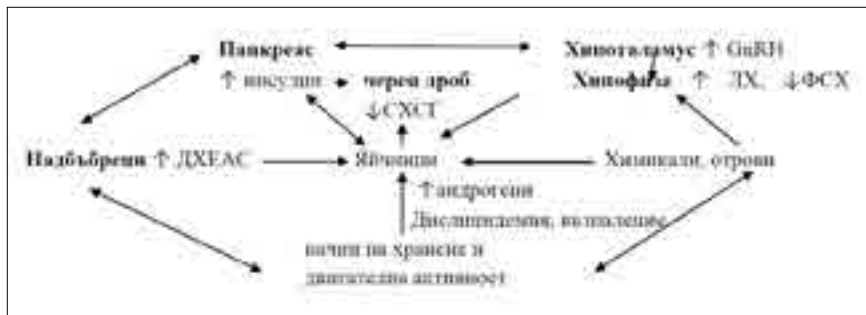 Панкреас Хипоталамус ↑ GnRH
↑ инсулин черен дроб Хипофиза ↑ ЛХ, ↓ФСХ
↓СХСГ
Надбъбреци ↑ ДХЕАС Яйчници Химикали, отрови
↑ андрогени
Дислипидемия, възпаление
начин на хранене и
двигателна активност